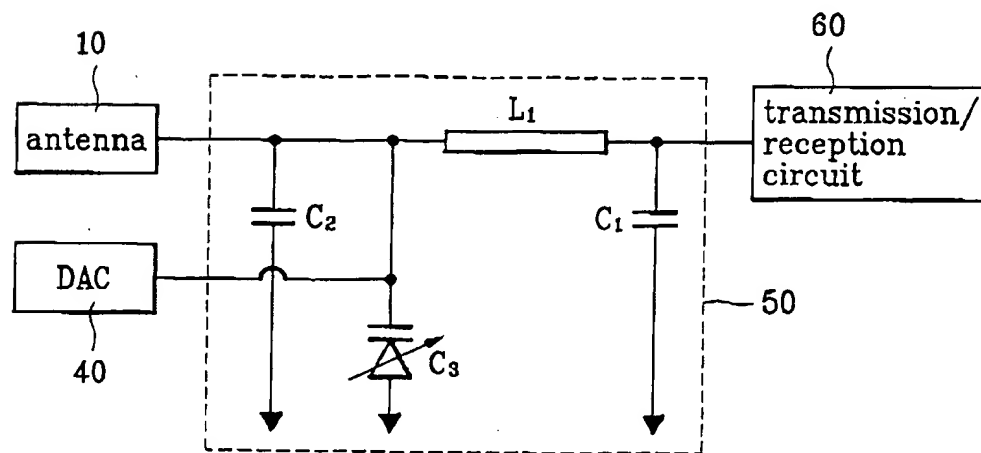 10
60
antenna
L₁
transmission/
reception
circuit
C₂
C₁
DAC
50
C₃
40